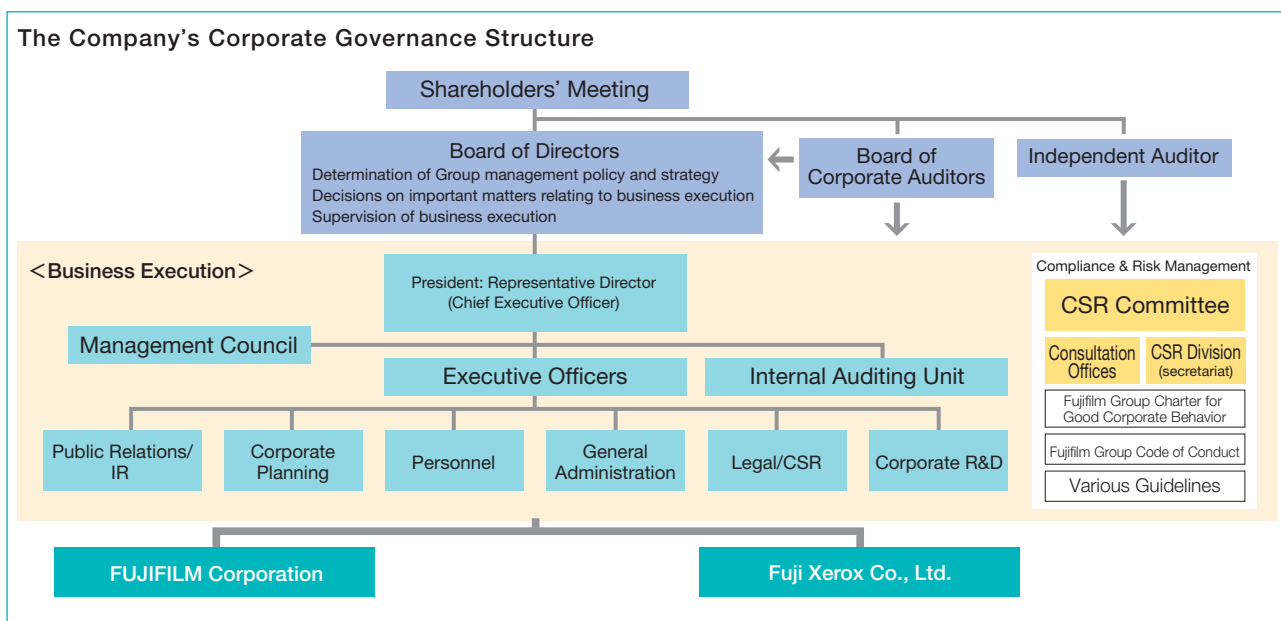 The Company's Corporate Governance Structure
Shareholders' Meeting
Board of Directors
Determination of Group management policy and strategy
Decisions on important matters relating to business execution
Supervision of business execution
Board of
Corporate Auditors
Independent Auditor
<Business Execution>
President: Representative Director
(Chief Executive Officer)
Management Council
Executive Officers
Internal Auditing Unit
Public Relations/
IR
Corporate
Planning
Personnel
General
Administration
Legal/CSR
Corporate R&D
Compliance & Risk Management
CSR Committee
Consultation
Offices
CSR Division
(secretariat)
Fujifilm Group Charter for
Good Corporate Behavior
Fujifilm Group Code of Conduct
Various Guidelines
FUJIFILM Corporation
Fuji Xerox Co., Ltd.